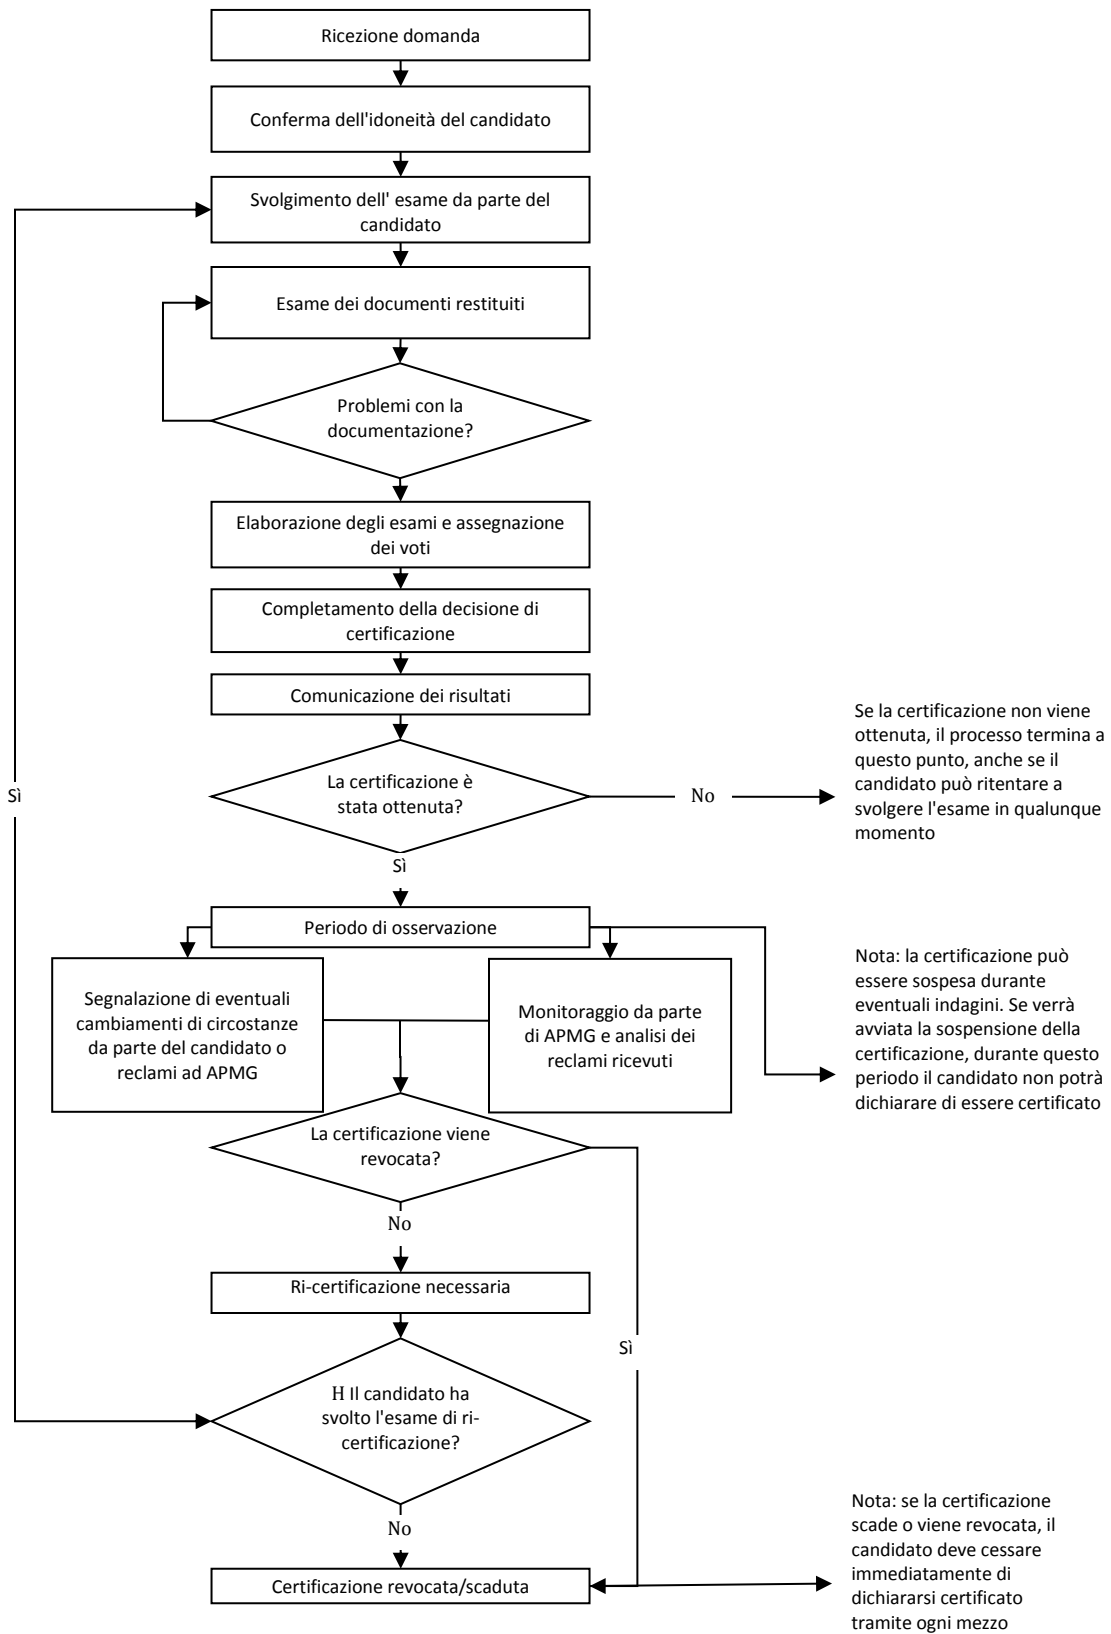 Ricezione domanda
Conferma dell'idoneità del candidato
Svolgimento dell' esame da parte del
candidato
Esame dei documenti restituiti
Problemi con la
documentazione?
Elaborazione degli esami e assegnazione
dei voti
Completamento della decisione di
certificazione
Comunicazione dei risultati
La certificazione è
stata ottenuta?
No
Se la certificazione non viene
ottenuta, il processo termina a
questo punto, anche se il
candidato può ritentare a
svolgere l'esame in qualunque
momento
Sì
Sì
Periodo di osservazione
Segnalazione di eventuali
cambiamenti di circostanze
da parte del candidato o
reclami ad APMG
Monitoraggio da parte
di APMG e analisi dei
reclami ricevuti
Nota: la certificazione può
essere sospesa durante
eventuali indagini. Se verrà
avviata la sospensione della
certificazione, durante questo
periodo il candidato non potrà
dichiarare di essere certificato
La certificazione viene
revocata?
No
Ri-certificazione necessaria
Sì
H Il candidato ha
svolto l'esame di ri-
certificazione?
No
Certificazione revocata/scaduta
Nota: se la certificazione
scade o viene revocata, il
candidato deve cessare
immediatamente di
dichiararsi certificato
tramite ogni mezzo